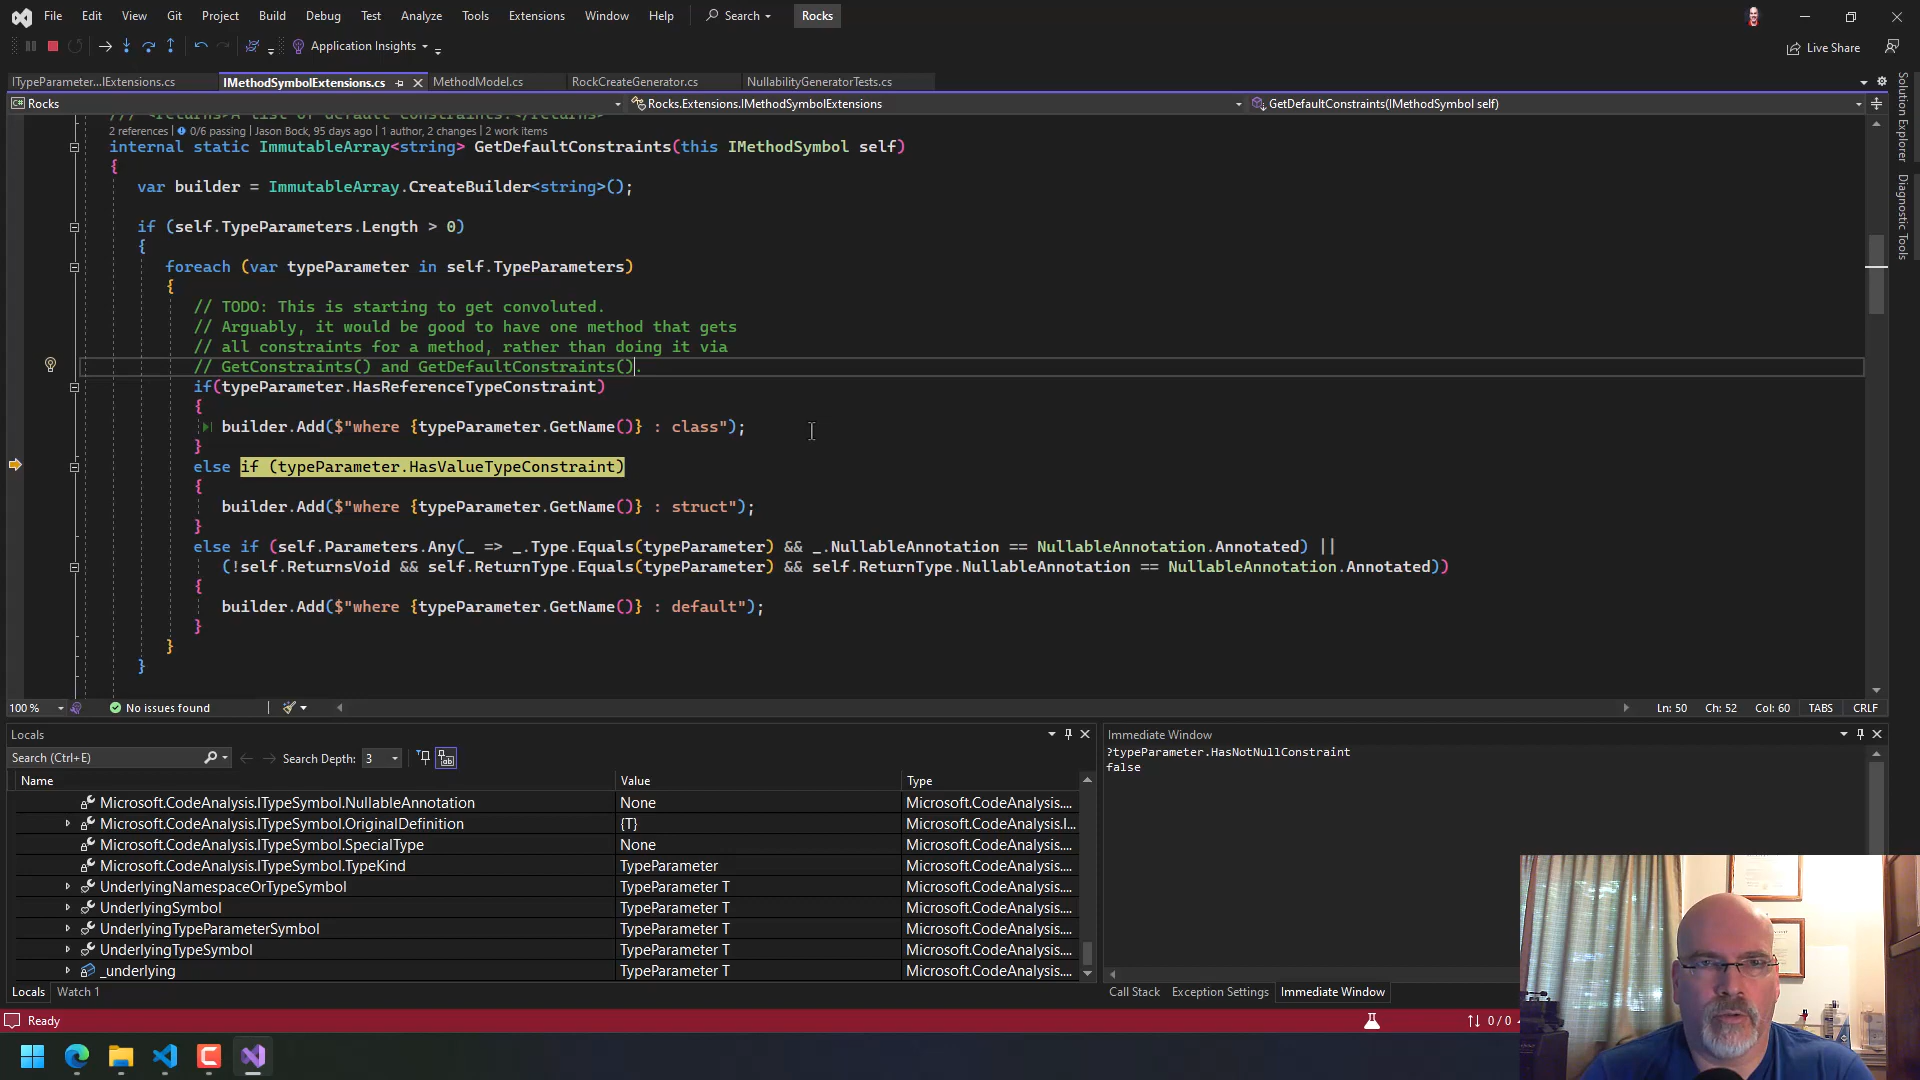 File Edit View Git Project Build Debug Test Analyze Tools Extensions Window Help Search Rocks
Application Insights Live Share
ITypeParameter...IExtensions.cs IMethodSymbolExtensions.cs MethodModel.cs RockCreateGenerator.cs NullabilityGeneratorTests.cs
C# Rocks Rocks.Extensions.IMethodSymbolExtensions GetDefaultConstraints(IMethodSymbol self)
/// <returns>A list of default constraints.</returns>
2 references | 0/6 passing | Jason Bock, 95 days ago | 1 author, 2 changes | 2 work items
internal static ImmutableArray<string> GetDefaultConstraints(this IMethodSymbol self)
{
var builder = ImmutableArray.CreateBuilder<string>();
if (self.TypeParameters.Length > 0)
{
foreach (var typeParameter in self.TypeParameters)
{
// TODO: This is starting to get convoluted.
// Arguably, it would be good to have one method that gets
// all constraints for a method, rather than doing it via
// GetConstraints() and GetDefaultConstraints().
if(typeParameter.HasReferenceTypeConstraint)
{
builder.Add($"where {typeParameter.GetName()} : class");
}
else if (typeParameter.HasValueTypeConstraint)
{
builder.Add($"where {typeParameter.GetName()} : struct");
}
else if (self.Parameters.Any(_ => _.Type.Equals(typeParameter) && _.NullableAnnotation == NullableAnnotation.Annotated) ||
(!self.ReturnsVoid && self.ReturnType.Equals(typeParameter) && self.ReturnType.NullableAnnotation == NullableAnnotation.Annotated))
{
builder.Add($"where {typeParameter.GetName()} : default");
}
}
}
100 % No issues found Ln: 50 Ch: 52 Col: 60 TABS CRLF
Locals
Search (Ctrl+E) Search Depth: 3
Name Value Type
Microsoft.CodeAnalysis.ITypeSymbol.NullableAnnotation None Microsoft.CodeAnalysis....
Microsoft.CodeAnalysis.ITypeSymbol.OriginalDefinition {T} Microsoft.CodeAnalysis.I...
Microsoft.CodeAnalysis.ITypeSymbol.SpecialType None Microsoft.CodeAnalysis....
Microsoft.CodeAnalysis.ITypeSymbol.TypeKind TypeParameter Microsoft.CodeAnalysis....
UnderlyingNamespaceOrTypeSymbol TypeParameter T Microsoft.CodeAnalysis....
UnderlyingSymbol TypeParameter T Microsoft.CodeAnalysis....
UnderlyingTypeParameterSymbol TypeParameter T Microsoft.CodeAnalysis....
UnderlyingTypeSymbol TypeParameter T Microsoft.CodeAnalysis....
_underlying TypeParameter T Microsoft.CodeAnalysis....
Locals Watch 1
Immediate Window
?typeParameter.HasNotNullConstraint
false
Call Stack Exception Settings Immediate Window
Ready 0 / 0
Solution Explorer
Diagnostic Tools